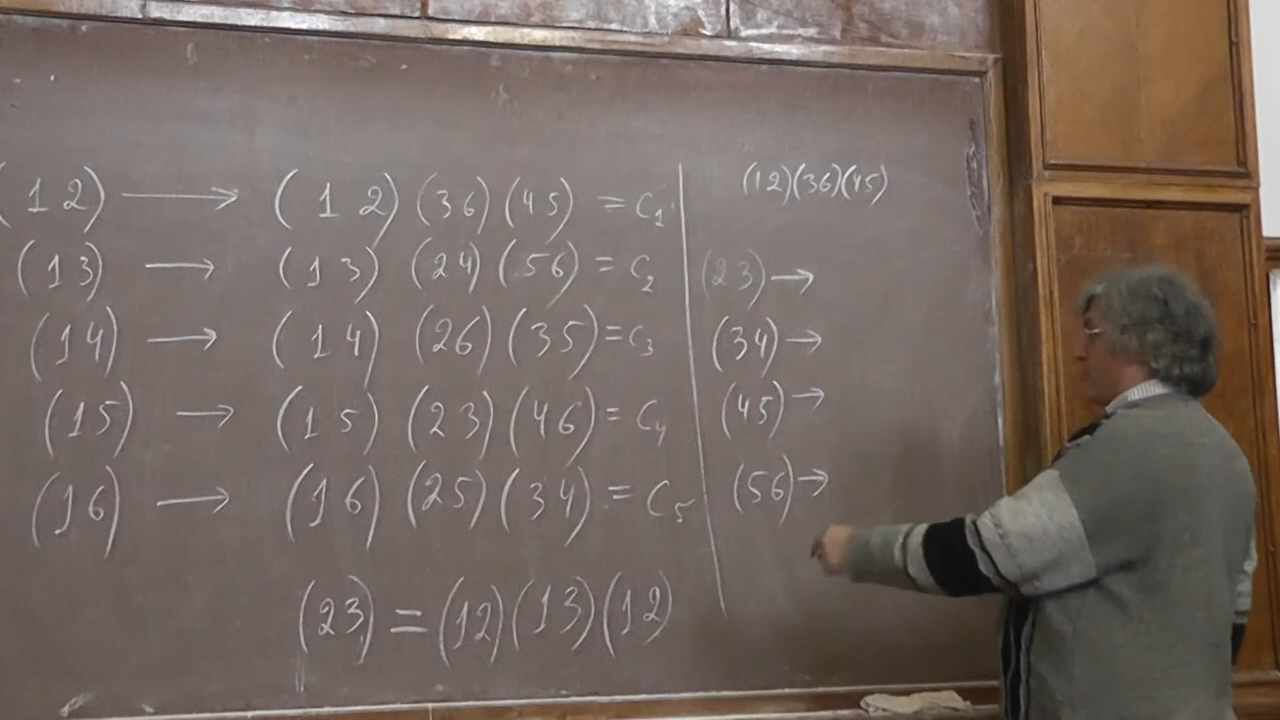 (12) → (12)(36)(45) = C₁
(13) → (13)(24)(56) = C₂
(14) → (14)(26)(35) = C₃
(15) → (15)(23)(46) = C₄
(16) → (16)(25)(34) = C₅
(23) = (12)(13)(12)
(12)(36)(45)
(23) →
(34) →
(45) →
(56) →